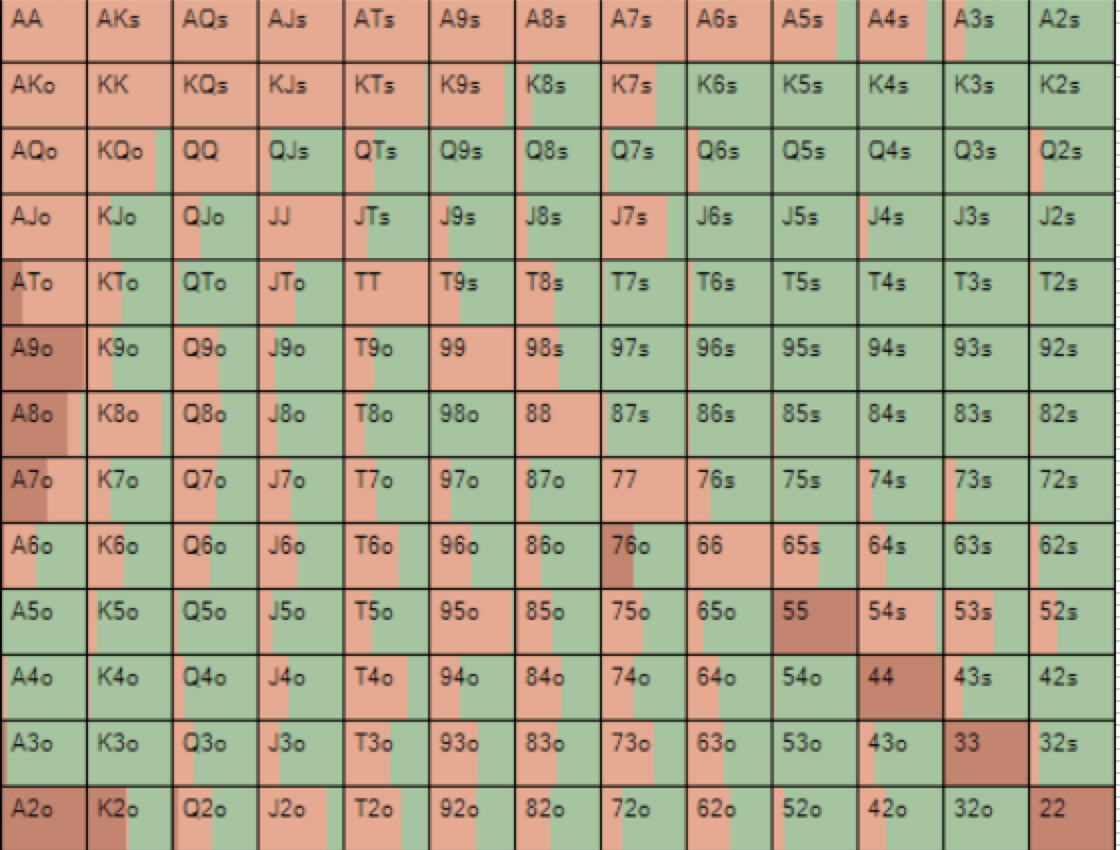 AA AKs AQs AJs ATs A9s A8s A7s A6s A5s A4s A3s A2s
AKo KK KQs KJs KTs K9s K8s K7s K6s K5s K4s K3s K2s
AQo KQo QQ QJs QTs Q9s Q8s Q7s Q6s Q5s Q4s Q3s Q2s
AJo KJo QJo JJ JTs J9s J8s J7s J6s J5s J4s J3s J2s
ATo KTo QTo JTo TT T9s T8s T7s T6s T5s T4s T3s T2s
A9o K9o Q9o J9o T9o 99 98s 97s 96s 95s 94s 93s 92s
A8o K8o Q8o J8o T8o 98o 88 87s 86s 85s 84s 83s 82s
A7o K7o Q7o J7o T7o 97o 87o 77 76s 75s 74s 73s 72s
A6o K6o Q6o J6o T6o 96o 86o 76o 66 65s 64s 63s 62s
A5o K5o Q5o J5o T5o 95o 85o 75o 65o 55 54s 53s 52s
A4o K4o Q4o J4o T4o 94o 84o 74o 64o 54o 44 43s 42s
A3o K3o Q3o J3o T3o 93o 83o 73o 63o 53o 43o 33 32s
A2o K2o Q2o J2o T2o 92o 82o 72o 62o 52o 42o 32o 22